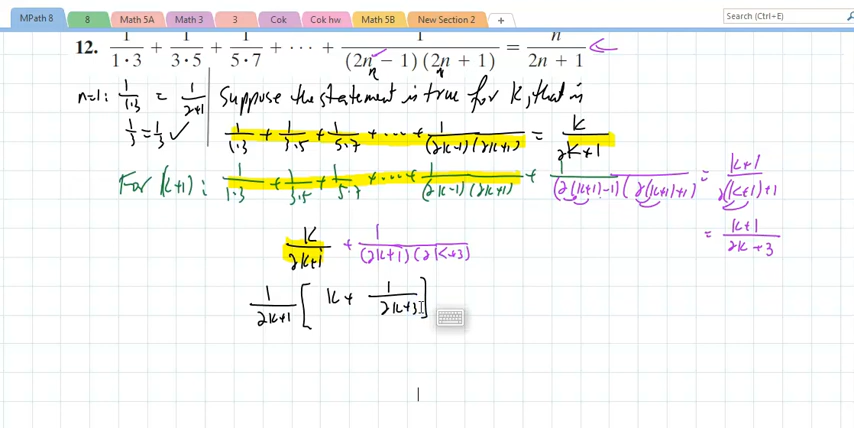 MPath 8 8 Math 5A Math 3 3 Cok Cok hw Math 5B New Section 2 +
Search (Ctrl+E)
12. 1/(1·3) + 1/(3·5) + 1/(5·7) + ··· + 1/((2n − 1)(2n + 1)) = n/(2n + 1) ←
n n
n=1: 1/(1·3) = 1/(2+1) Suppose the statement is true for k, that is
1/3 = 1/3 ✓ 1/(1·3) + 1/(3·5) + 1/(5·7) + ... + 1/((2k-1)(2k+1)) = k/(2k+1)
For (k+1): 1/(1·3) + 1/(3·5) + 1/(5·7) + ... + 1/((2k-1)(2k+1)) + 1/((2(k+1)-1)(2(k+1)+1)) = (k+1)/(2(k+1)+1)
= (k+1)/(2k+3)
k/(2k+1) + 1/((2k+1)(2k+3))
1/(2k+1) [ k + 1/(2k+3) ]